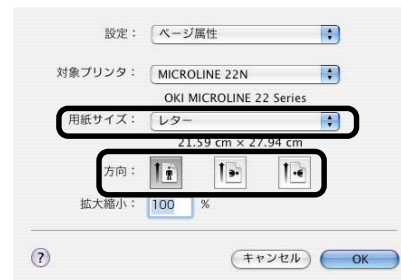 設定： ページ属性
対象プリンタ： MICROLINE 22N
OKI MICROLINE 22 Series
用紙サイズ： レター
21.59 cm × 27.94 cm
方向：
拡大縮小： 100 %
? キャンセル OK